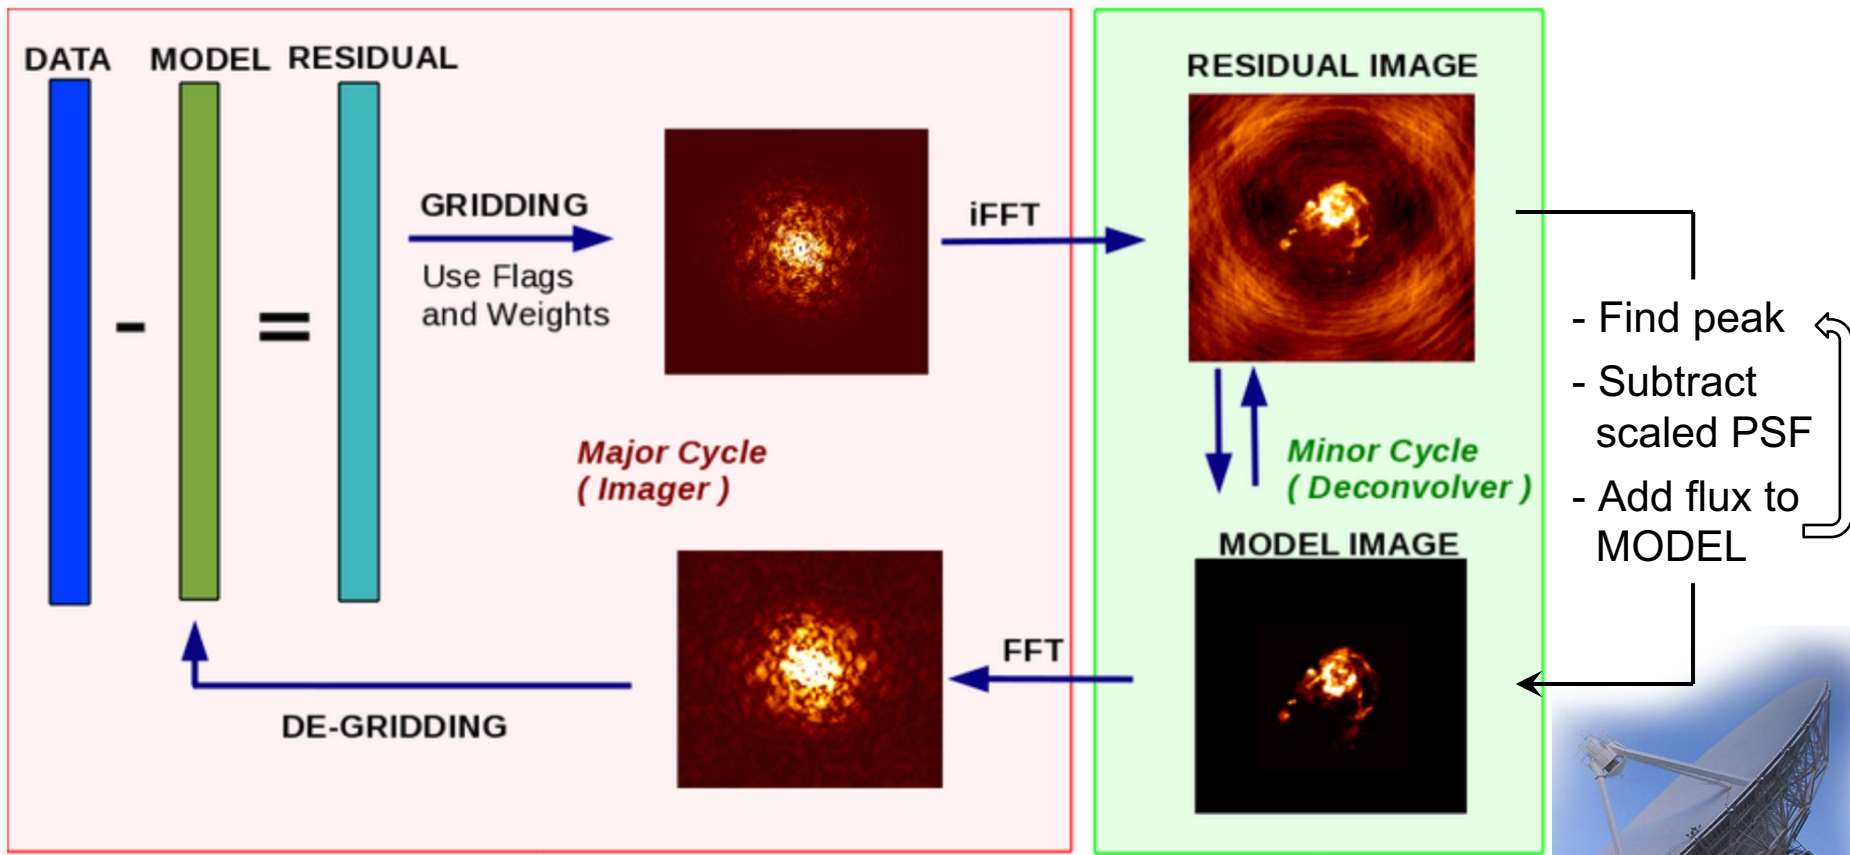 DATA MODEL RESIDUAL
-
=
GRIDDING
Use Flags
and Weights
iFFT
RESIDUAL IMAGE
Major Cycle
( Imager )
Minor Cycle
( Deconvolver )
MODEL IMAGE
FFT
DE-GRIDDING
- Find peak
- Subtract
scaled PSF
- Add flux to
MODEL